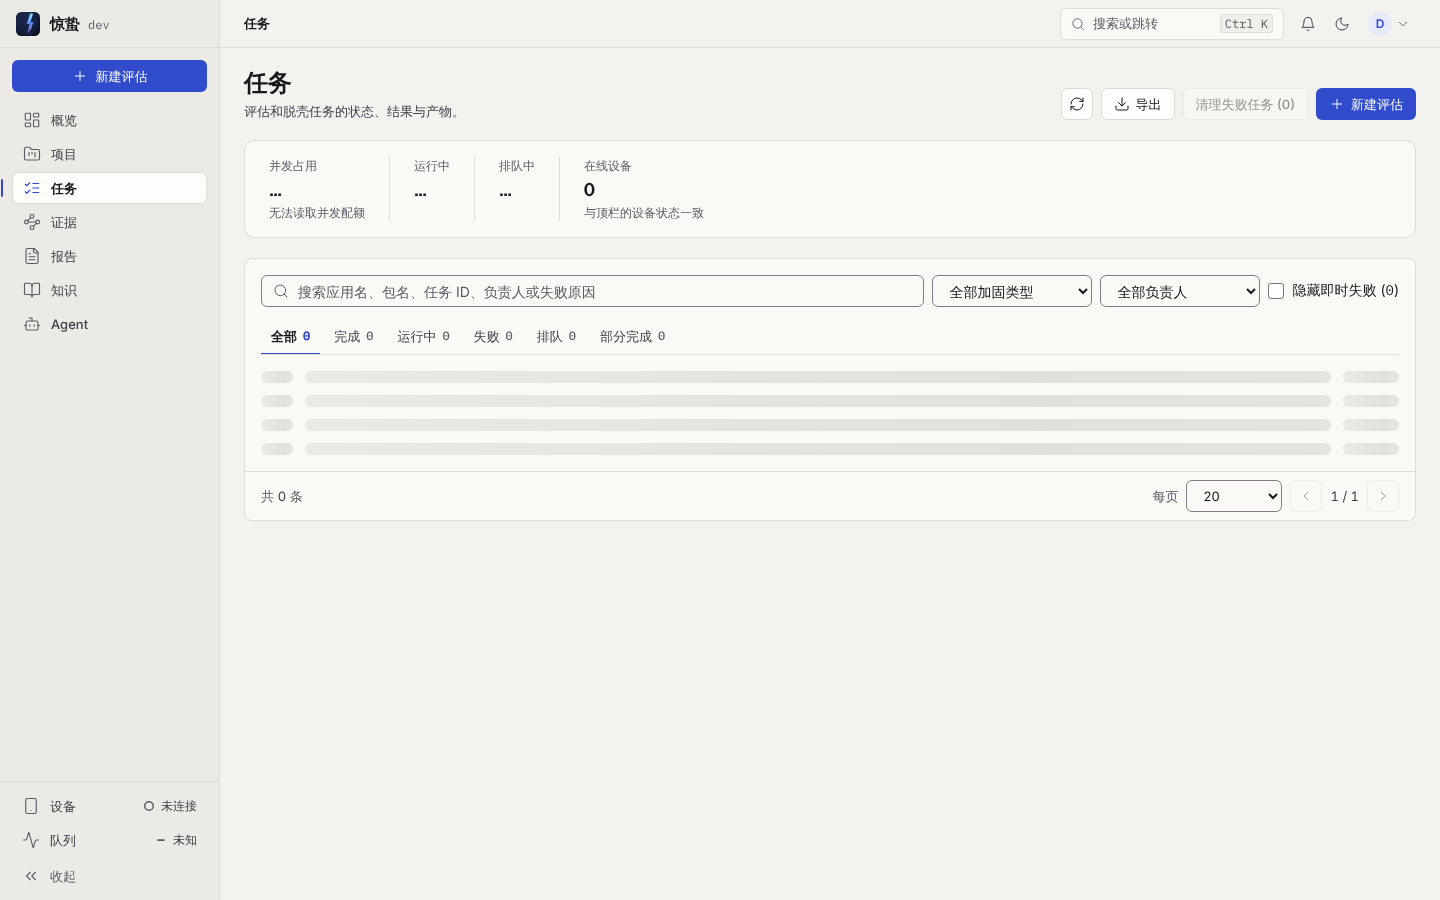 惊蛰 dev
任务
搜索或跳转 Ctrl K
D
新建评估
概览
项目
任务
证据
报告
知识
Agent
任务
评估和脱壳任务的状态、结果与产物。
导出
清理失败任务 (0)
新建评估
并发占用
...
无法读取并发配额
运行中
...
排队中
...
在线设备
0
与顶栏的设备状态一致
搜索应用名、包名、任务 ID、负责人或失败原因
全部加固类型
全部负责人
隐藏即时失败 (0)
全部 0
完成 0
运行中 0
失败 0
排队 0
部分完成 0
共 0 条
每页
20
1 / 1
设备
未连接
队列
未知
收起